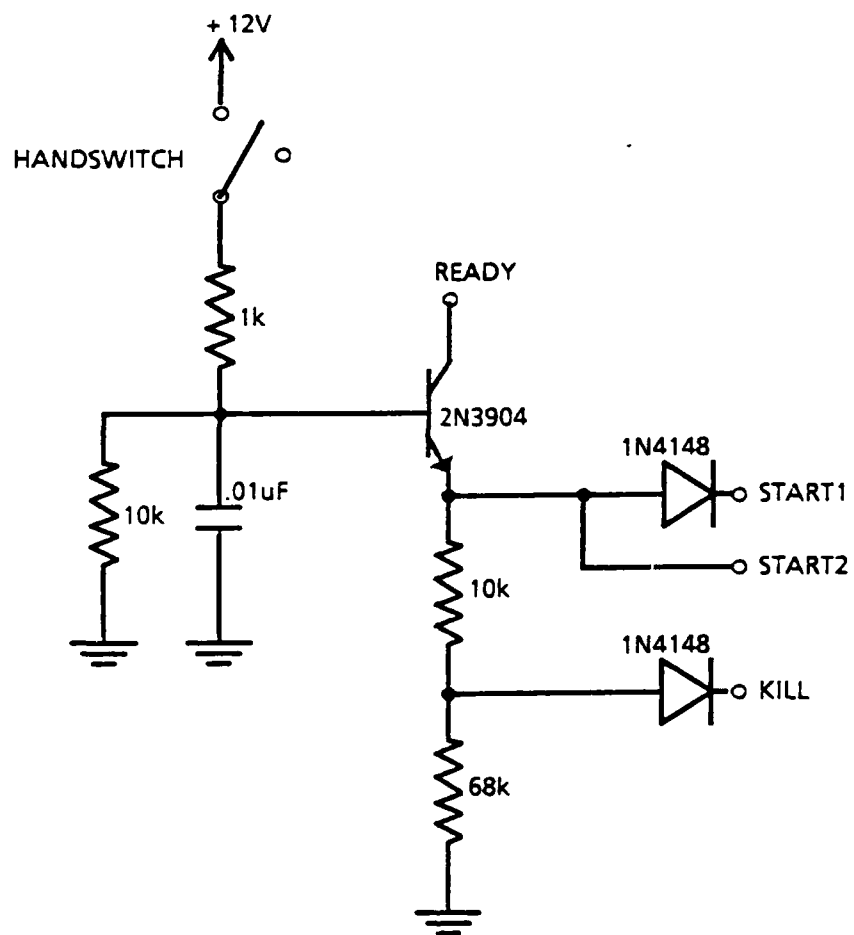 + 12V
HANDSWITCH
READY
1k
2N3904
1N4148
.01uF
START1
10k
START2
10k
1N4148
KILL
68k